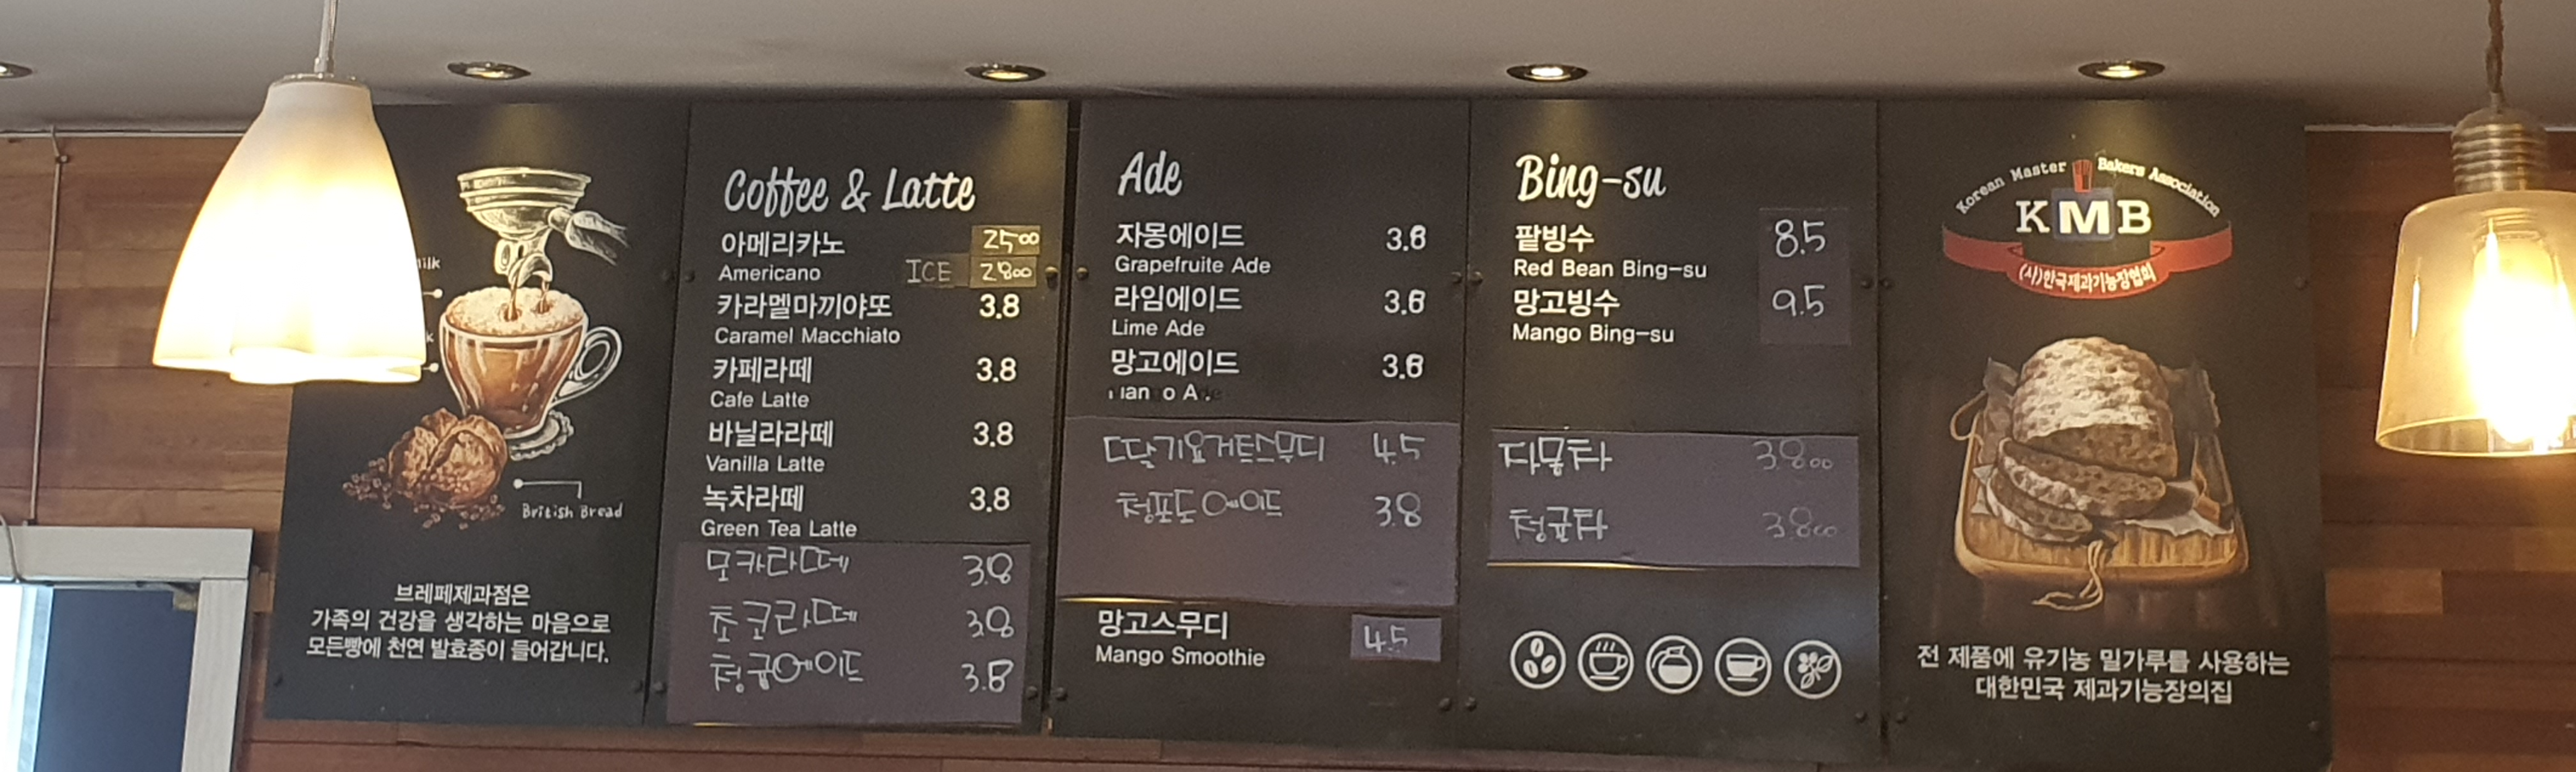 British Bread
브레페제과점은
가족의 건강을 생각하는 마음으로
모든빵에 천연 발효종이 들어갑니다.
Coffee & Latte
아메리카노 2500
Americano ICE 2800
카라멜마끼야또 3.8
Caramel Macchiato
카페라떼 3.8
Cafe Latte
바닐라라떼 3.8
Vanilla Latte
녹차라떼 3.8
Green Tea Latte
모카라떼 3.8
초코라떼 3.8
청귤에이드 3.8
Ade
자몽에이드
Grapefruite Ade
라임에이드
Lime Ade
망고에이드
딸기요거트스무디 4.5
청포도에이드 3.8
망고스무디 4.5
Mango Smoothie
Bing-su
팥빙수 8.5
Red Bean Bing-su
망고빙수 9.5
Mango Bing-su
자몽차 3.800
청귤차 3.800
Korean Master Bakers Association
KMB
(사)한국제과기능장협회
전 제품에 유기농 밀가루를 사용하는
대한민국 제과기능장의집